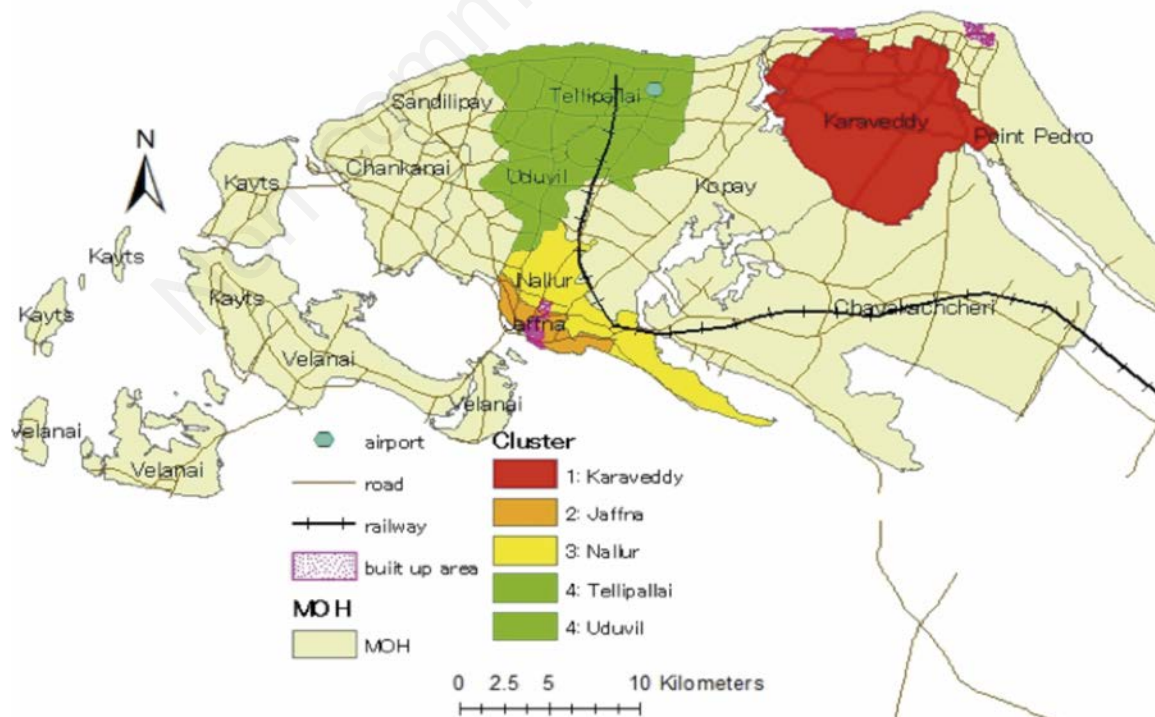 Sandilipay
Tellipallai
Karaveddy
Point Pedro
N
Chankanai
Uduvil
Kopay
Kayts
Kayts
Kayts
Kayts
Nallur
Jaffna
Chavakachcheri
Velanai
Velanai
velanai
Velanai
airport
road
railway
buiit up area
MOH
MOH
Cluster
1: Karaveddy
2: Jaffna
3: Nallur
4: Tellipallai
4: Uduvil
0 2.5 5 10 Kilometers